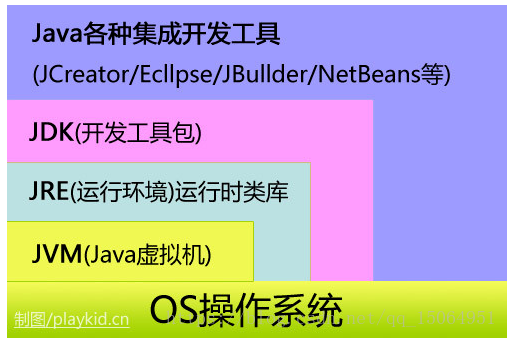 Java各种集成开发工具
(JCreator/Ecllpse/JBullder/NetBeans等)
JDK(开发工具包)
JRE(运行环境)运行时类库
JVM(Java虚拟机)
OS操作系统
制图/playkid.cn